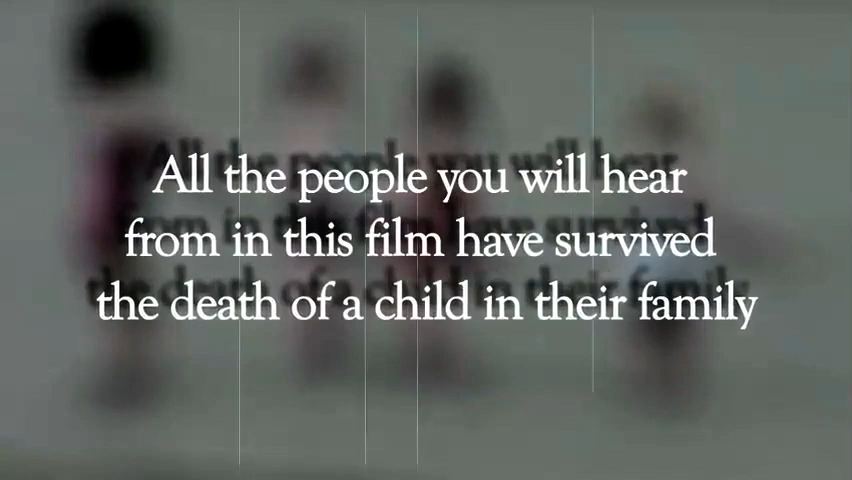 All the people you will hear
from in this film have survived
the death of a child in their family